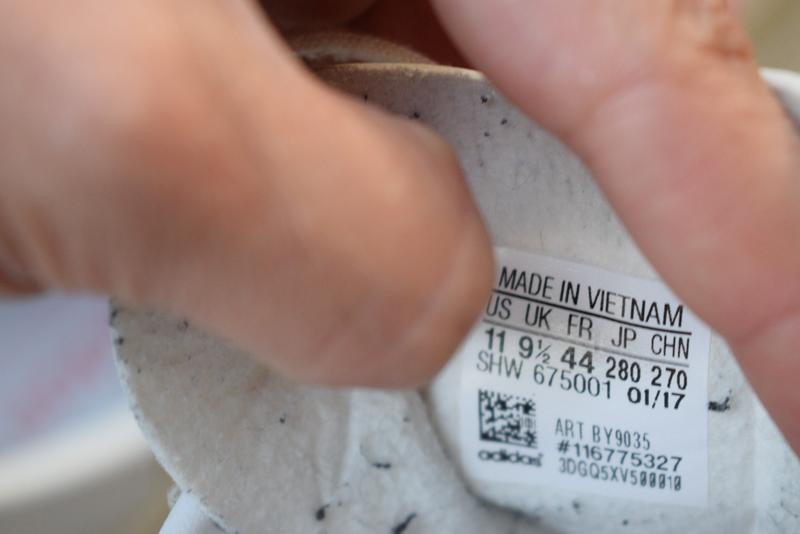 MADE IN VIETNAM
US UK FR JP CHN
11 9½ 44 280 270
SHW 675001 01/17
ART BY9035
#116775327
adidas
3DGQ5XV500010